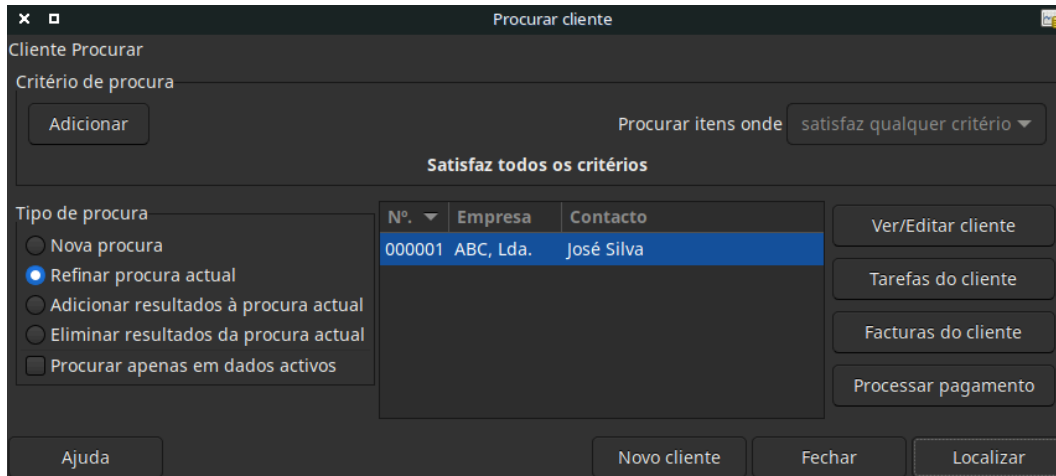 Procurar cliente
Cliente Procurar
Critério de procura
Adicionar
Procurar itens onde satisfaz qualquer critério
Satisfaz todos os critérios
Tipo de procura
Nova procura
Refinar procura actual
Adicionar resultados à procura actual
Eliminar resultados da procura actual
Procurar apenas em dados activos
Nº. Empresa Contacto
000001 ABC, Lda. José Silva
Ver/Editar cliente
Tarefas do cliente
Facturas do cliente
Processar pagamento
Ajuda
Novo cliente
Fechar
Localizar